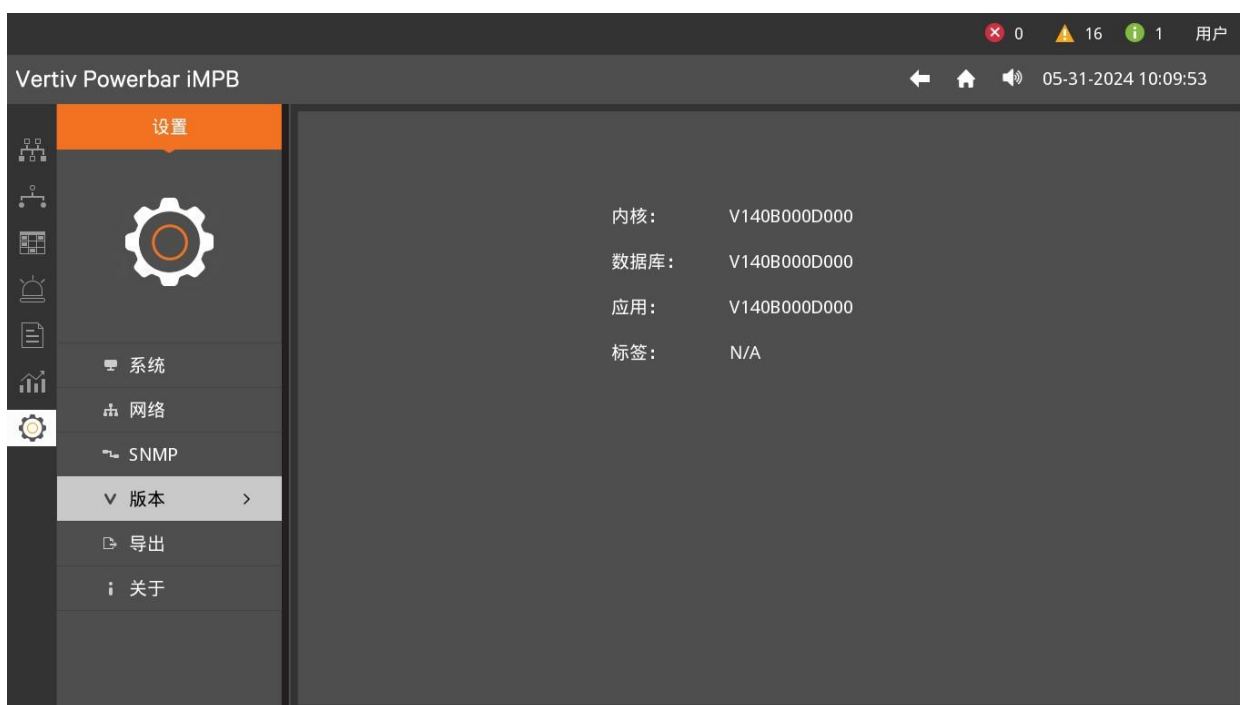 0 16 1 用户
Vertiv Powerbar iMPB 05-31-2024 10:09:53
设置
内核: V140B000D000
数据库: V140B000D000
应用: V140B000D000
标签: N/A
系统
网络
SNMP
版本
导出
关于